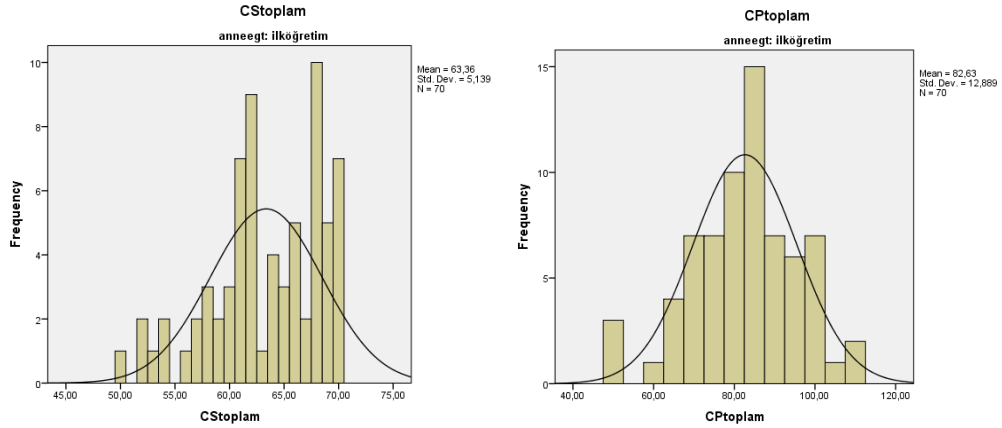 CStoplam
anneegt: ilköğretim
Mean = 63,36
Std. Dev. = 5,139
N = 70
10
8
6
4
2
0
Frequency
45,00 50,00 55,00 60,00 65,00 70,00 75,00
CStoplam
CPtoplam
anneegt: ilköğretim
Mean = 82,63
Std. Dev. = 12,889
N = 70
15
10
5
0
Frequency
40,00 60,00 80,00 100,00 120,00
CPtoplam